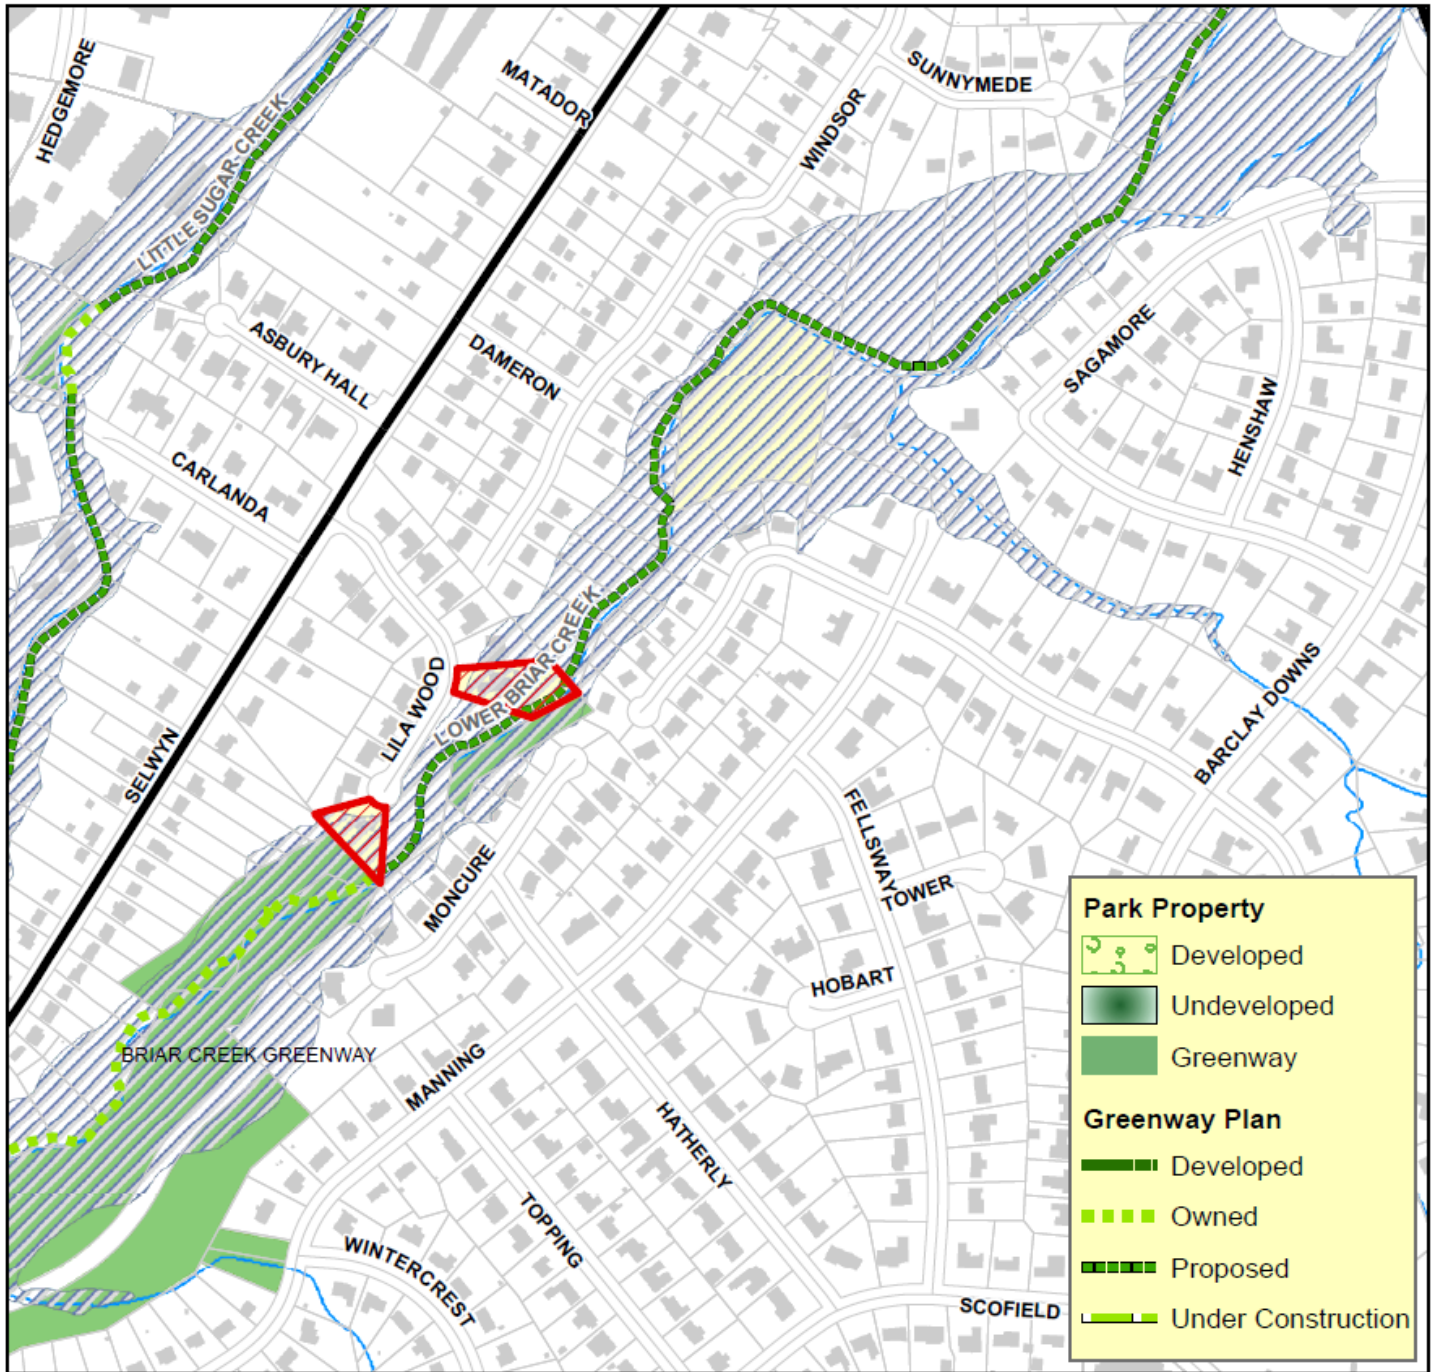 HEDGEMORE
MATADOR
SUNNYMEDE
WINDSOR
LITTLE SUGAR CREEK
ASBURY HALL
DAMERON
SAGAMORE
HENSHAW
CARLANDA
LILA WOOD
LOWER BRIAR CREEK
SELWYN
BARCLAY DOWNS
FELLSWAY
TOWER
MONCURE
HOBART
BRIAR CREEK GREENWAY
MANNING
HATHERLY
TOPPING
WINTERCREST
SCOFIELD
Park Property
Developed
Undeveloped
Greenway
Greenway Plan
Developed
Owned
Proposed
Under Construction